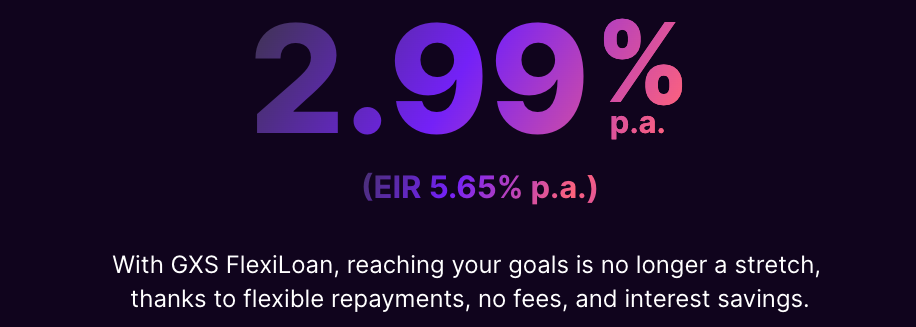 2.99%
p.a.
(EIR 5.65% p.a.)
With GXS FlexiLoan, reaching your goals is no longer a stretch,
thanks to flexible repayments, no fees, and interest savings.